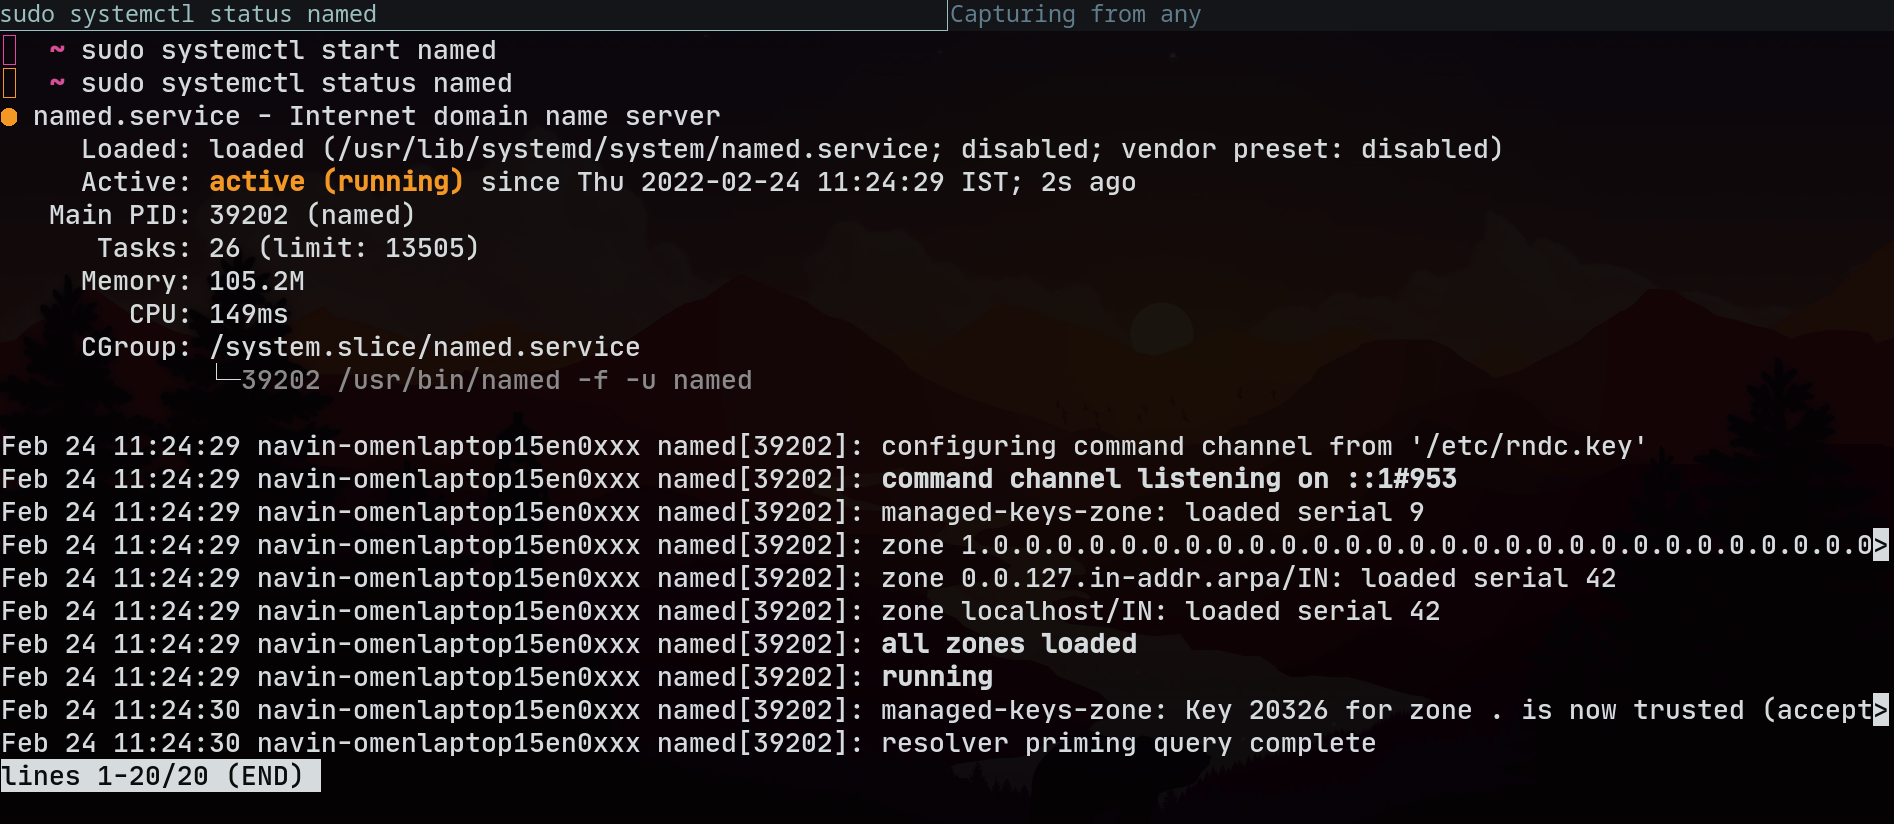 sudo systemctl status named
Capturing from any
~ sudo systemctl start named
~ sudo systemctl status named
● named.service - Internet domain name server
Loaded: loaded (/usr/lib/systemd/system/named.service; disabled; vendor preset: disabled)
Active: active (running) since Thu 2022-02-24 11:24:29 IST; 2s ago
Main PID: 39202 (named)
Tasks: 26 (limit: 13505)
Memory: 105.2M
CPU: 149ms
CGroup: /system.slice/named.service
└─39202 /usr/bin/named -f -u named
Feb 24 11:24:29 navin-omenlaptop15en0xxx named[39202]: configuring command channel from '/etc/rndc.key'
Feb 24 11:24:29 navin-omenlaptop15en0xxx named[39202]: command channel listening on ::1#953
Feb 24 11:24:29 navin-omenlaptop15en0xxx named[39202]: managed-keys-zone: loaded serial 9
Feb 24 11:24:29 navin-omenlaptop15en0xxx named[39202]: zone 1.0.0.0.0.0.0.0.0.0.0.0.0.0.0.0.0.0.0.0.0.0.0.0.0.0.0.0.0>
Feb 24 11:24:29 navin-omenlaptop15en0xxx named[39202]: zone 0.0.127.in-addr.arpa/IN: loaded serial 42
Feb 24 11:24:29 navin-omenlaptop15en0xxx named[39202]: zone localhost/IN: loaded serial 42
Feb 24 11:24:29 navin-omenlaptop15en0xxx named[39202]: all zones loaded
Feb 24 11:24:29 navin-omenlaptop15en0xxx named[39202]: running
Feb 24 11:24:30 navin-omenlaptop15en0xxx named[39202]: managed-keys-zone: Key 20326 for zone . is now trusted (accept>
Feb 24 11:24:30 navin-omenlaptop15en0xxx named[39202]: resolver priming query complete
lines 1-20/20 (END)